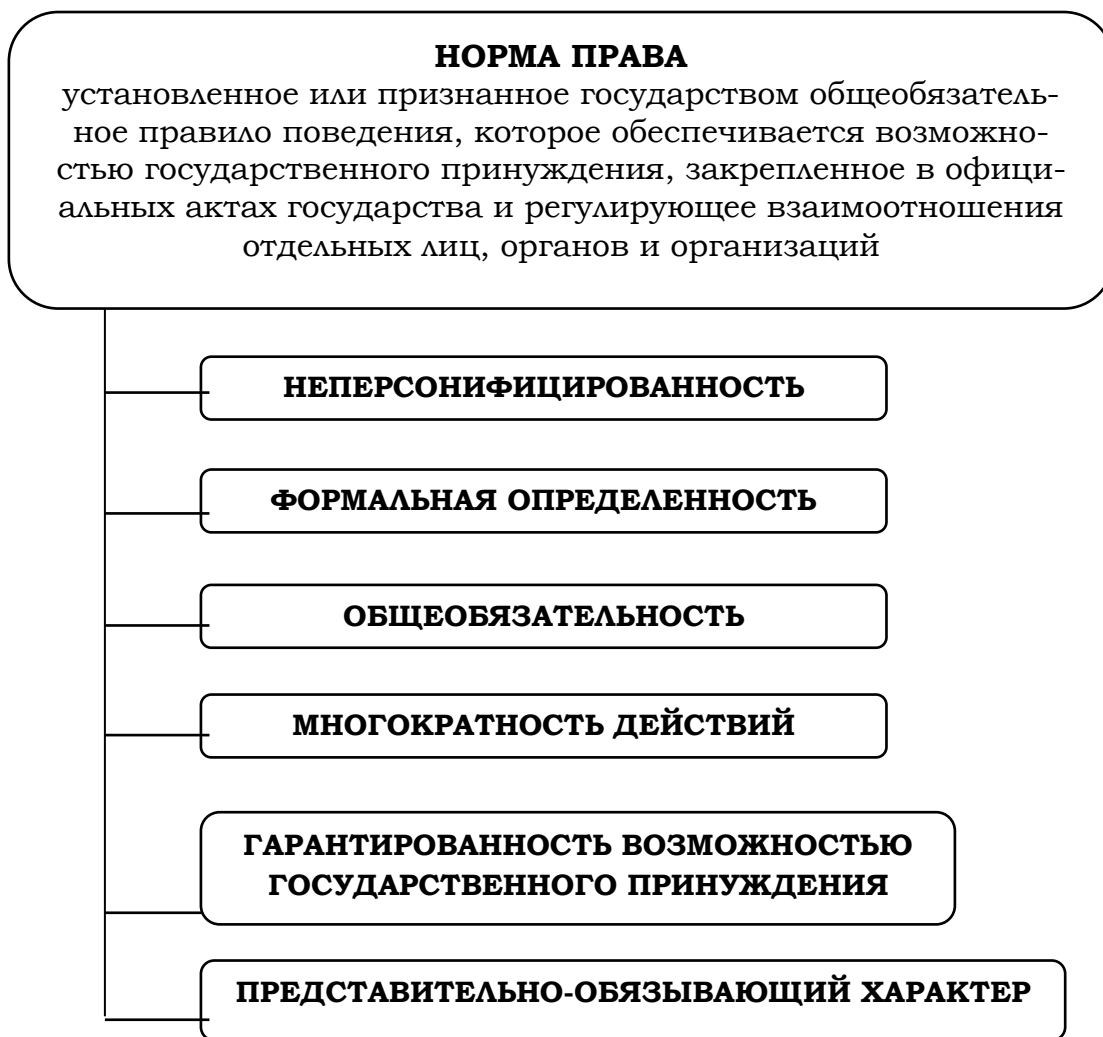 НОРМА ПРАВА
установленное или признанное государством общеобязатель-
ное правило поведения, которое обеспечивается возможно-
стью государственного принуждения, закрепленное в офици-
альных актах государства и регулирующее взаимоотношения
отдельных лиц, органов и организаций
НЕПЕРСОНИФИЦИРОВАННОСТЬ
ФОРМАЛЬНАЯ ОПРЕДЕЛЕННОСТЬ
ОБЩЕОБЯЗАТЕЛЬНОСТЬ
МНОГОКРАТНОСТЬ ДЕЙСТВИЙ
ГАРАНТИРОВАННОСТЬ ВОЗМОЖНОСТЬЮ
ГОСУДАРСТВЕННОГО ПРИНУЖДЕНИЯ
ПРЕДСТАВИТЕЛЬНО-ОБЯЗЫВАЮЩИЙ ХАРАКТЕР